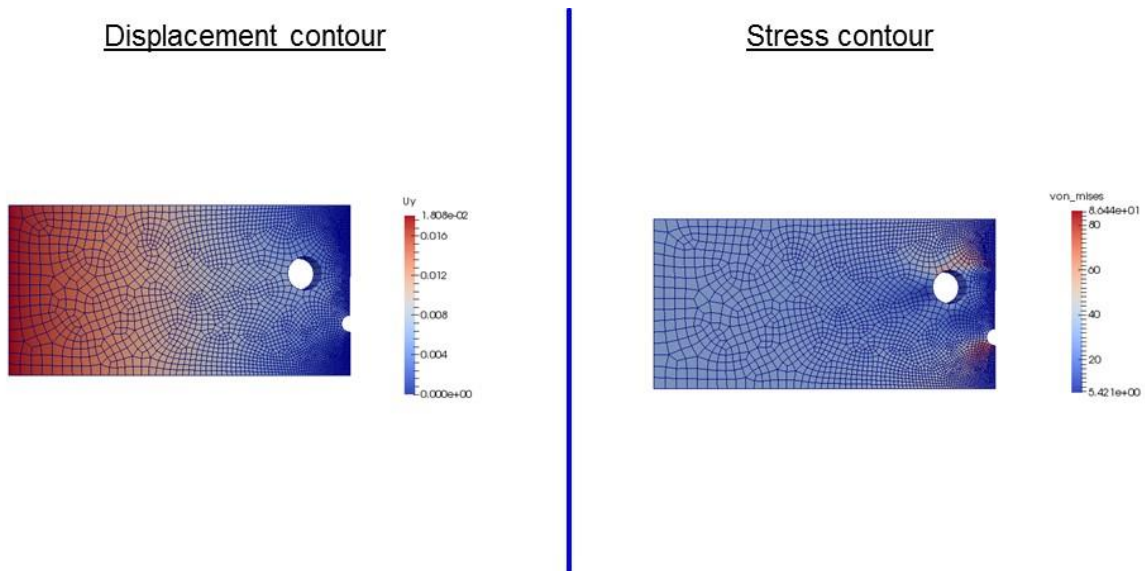 Displacement contour
Uy
1.808e-02
0.016
0.012
0.008
0.004
0.000e+00
Stress contour
von_mises
8.644e+01
80
60
40
20
5.421e+00